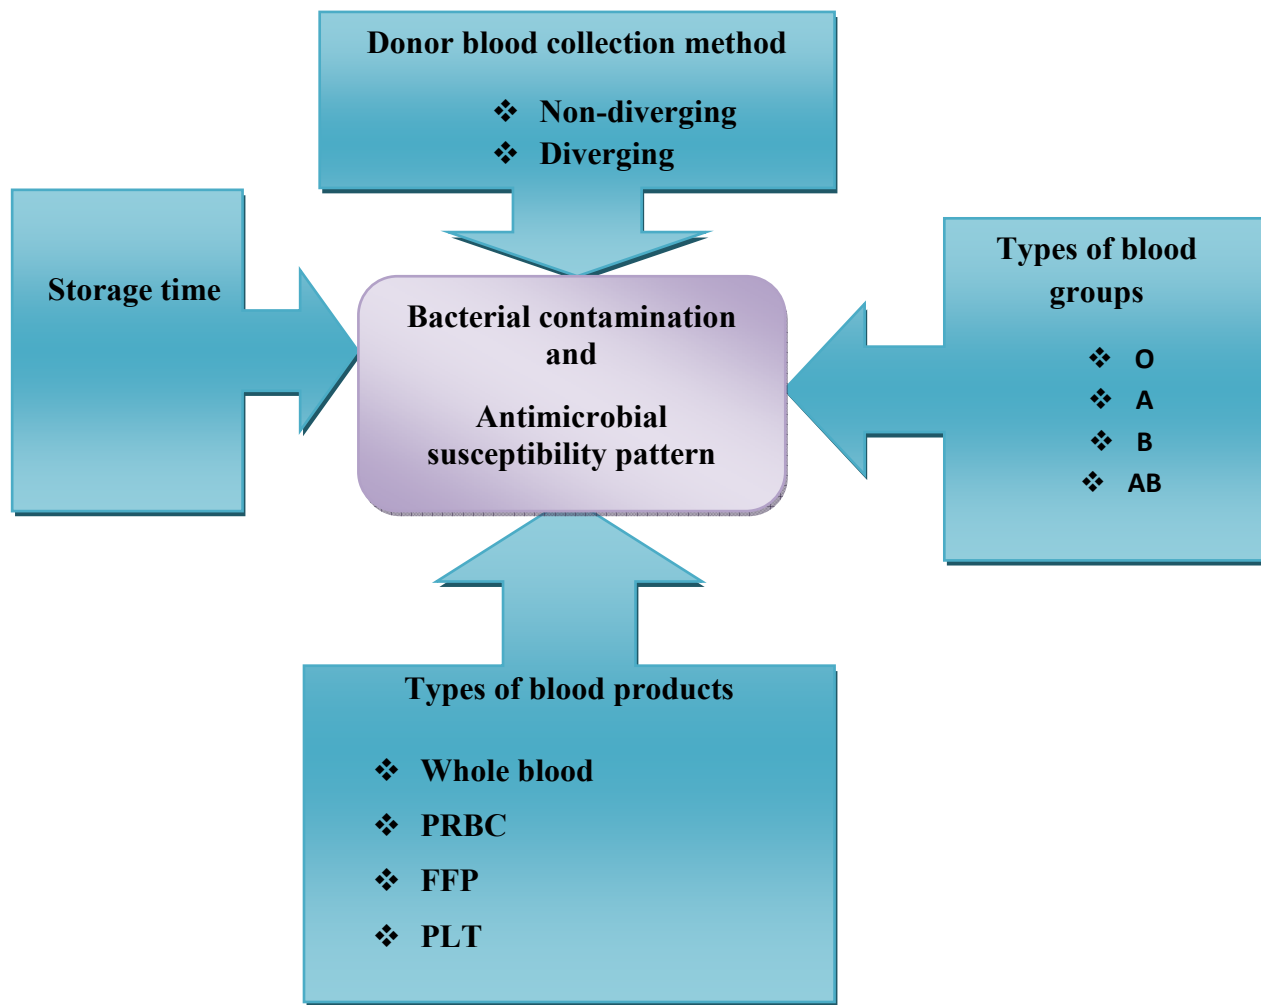 Donor blood collection method
❖ Non-diverging
❖ Diverging
Storage time
Types of blood
groups
❖ O
❖ A
❖ B
❖ AB
Bacterial contamination
and
Antimicrobial
susceptibility pattern
Types of blood products
❖ Whole blood
❖ PRBC
❖ FFP
❖ PLT